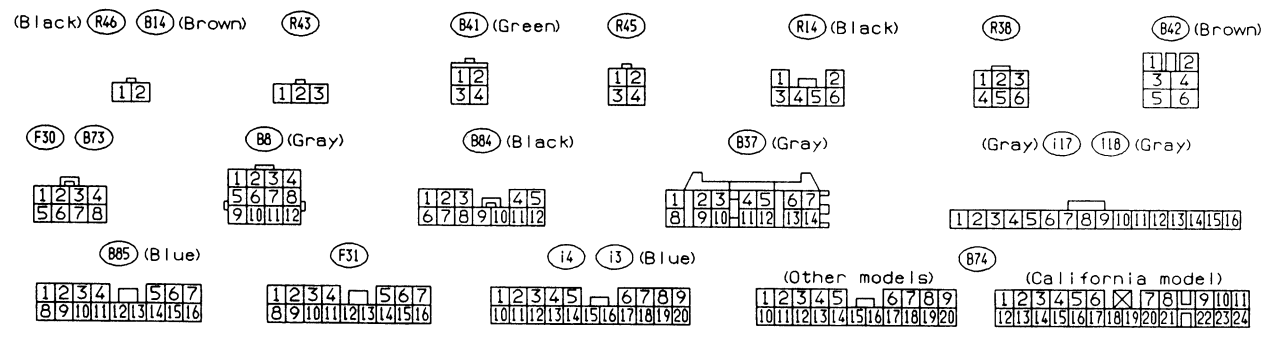 (Black) R46 B14 (Brown) R43 B41 (Green) R45 R14 (Black) R38 B42 (Brown)
1 2
1 2 3
1 2
3 4
1 2
3 4
1 2
3 4 5 6
1 2 3
4 5 6
1 2
3 4
5 6
F30 B73 B8 (Gray) B84 (Black) B37 (Gray) (Gray) i17 i18 (Gray)
1 2 3 4
5 6 7 8
1 2 3 4
5 6 7 8
9 10 11 12
1 2 3 4 5
6 7 8 9 10 11 12
1 2 3 4 5 6 7
8 9 10 11 12 13 14
1 2 3 4 5 6 7 8 9 10 11 12 13 14 15 16
B85 (Blue) F31 i4 i3 (Blue) B74
(Other models) (California model)
1 2 3 4 5 6 7
8 9 10 11 12 13 14 15 16
1 2 3 4 5 6 7
8 9 10 11 12 13 14 15 16
1 2 3 4 5 6 7 8 9
10 11 12 13 14 15 16 17 18 19 20
1 2 3 4 5 6 7 8 9
10 11 12 13 14 15 16 17 18 19 20
1 2 3 4 5 6 7 8 9 10 11
12 13 14 15 16 17 18 19 20 21 22 23 24